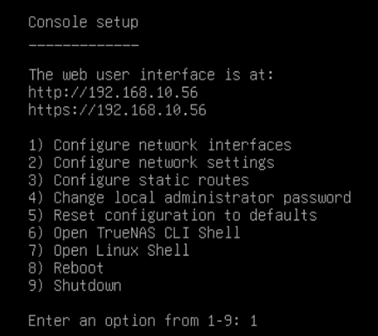 Console setup
-------------
The web user interface is at:
http://192.168.10.56
https://192.168.10.56
1) Configure network interfaces
2) Configure network settings
3) Configure static routes
4) Change local administrator password
5) Reset configuration to defaults
6) Open TrueNAS CLI Shell
7) Open Linux Shell
8) Reboot
9) Shutdown
Enter an option from 1-9: 1